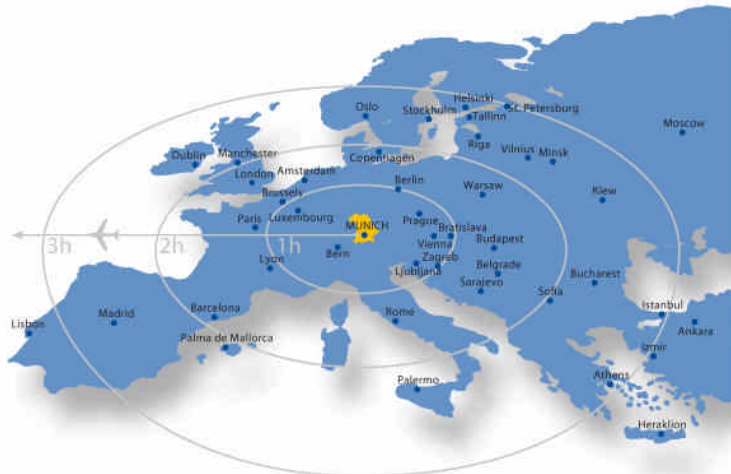 Oslo
Stockholm
Helsinki
Tallinn
St. Petersburg
Moscow
Riga
Dublin
Manchester
Copenhagen
Vilnius
Minsk
London
Amsterdam
Berlin
Warsaw
Brussels
Kiew
Paris
Luxembourg
MUNICH
Prague
Bratislava
3h
2h
1h
Bern
Vienna
Budapest
Lyon
Ljubljana
Zagreb
Belgrade
Sarajevo
Bucharest
Sofia
Lisbon
Madrid
Barcelona
Rome
Istanbul
Ankara
Palma de Mallorca
Izmir
Palermo
Athens
Heraklion